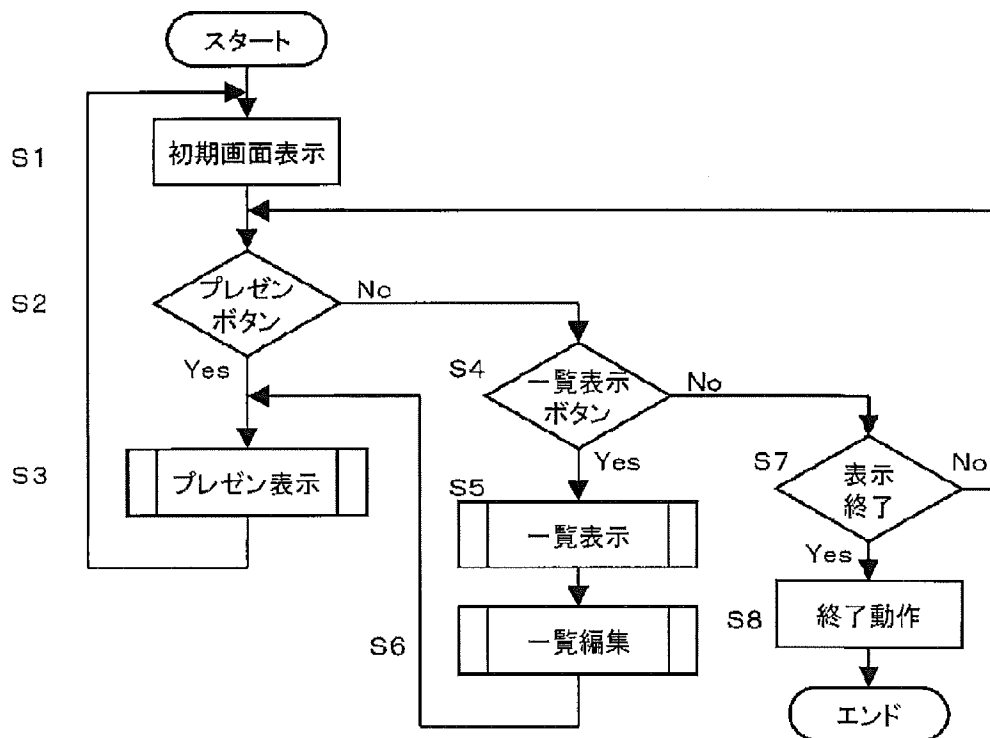 スタート
S1
初期画面表示
S2
プレゼン
ボタン
No
Yes
S4
一覧表示
ボタン
No
Yes
S3
プレゼン表示
S5
一覧表示
S7
表示
終了
No
Yes
S6
一覧編集
S8
終了動作
エンド